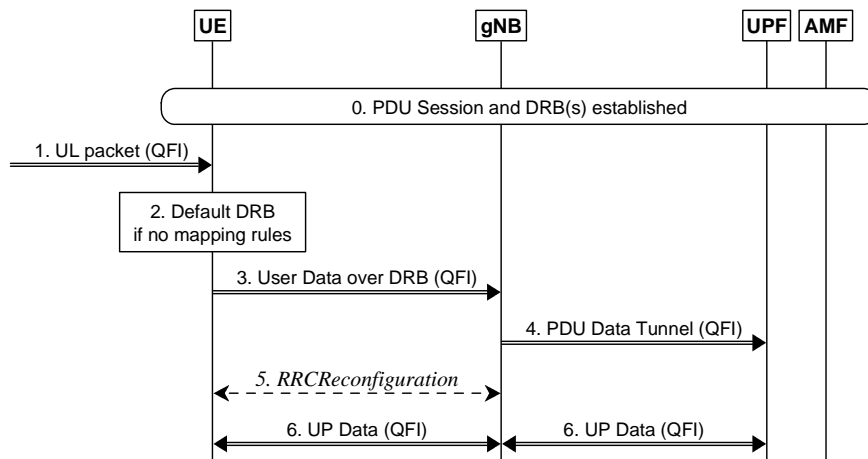 UE
gNB
UPF
AMF
0. PDU Session and DRB(s) established
1. UL packet (QFI)
2. Default DRB
if no mapping rules
3. User Data over DRB (QFI)
4. PDU Data Tunnel (QFI)
5. RRCReconfiguration
6. UP Data (QFI)
6. UP Data (QFI)